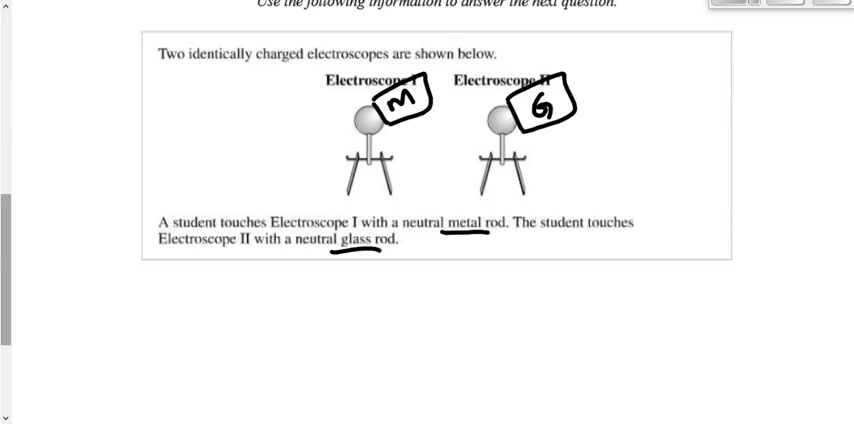 Use the following information to answer the next question.
Two identically charged electroscopes are shown below.
Electroscope I Electroscope II
M G
A student touches Electroscope I with a neutral metal rod. The student touches
Electroscope II with a neutral glass rod.